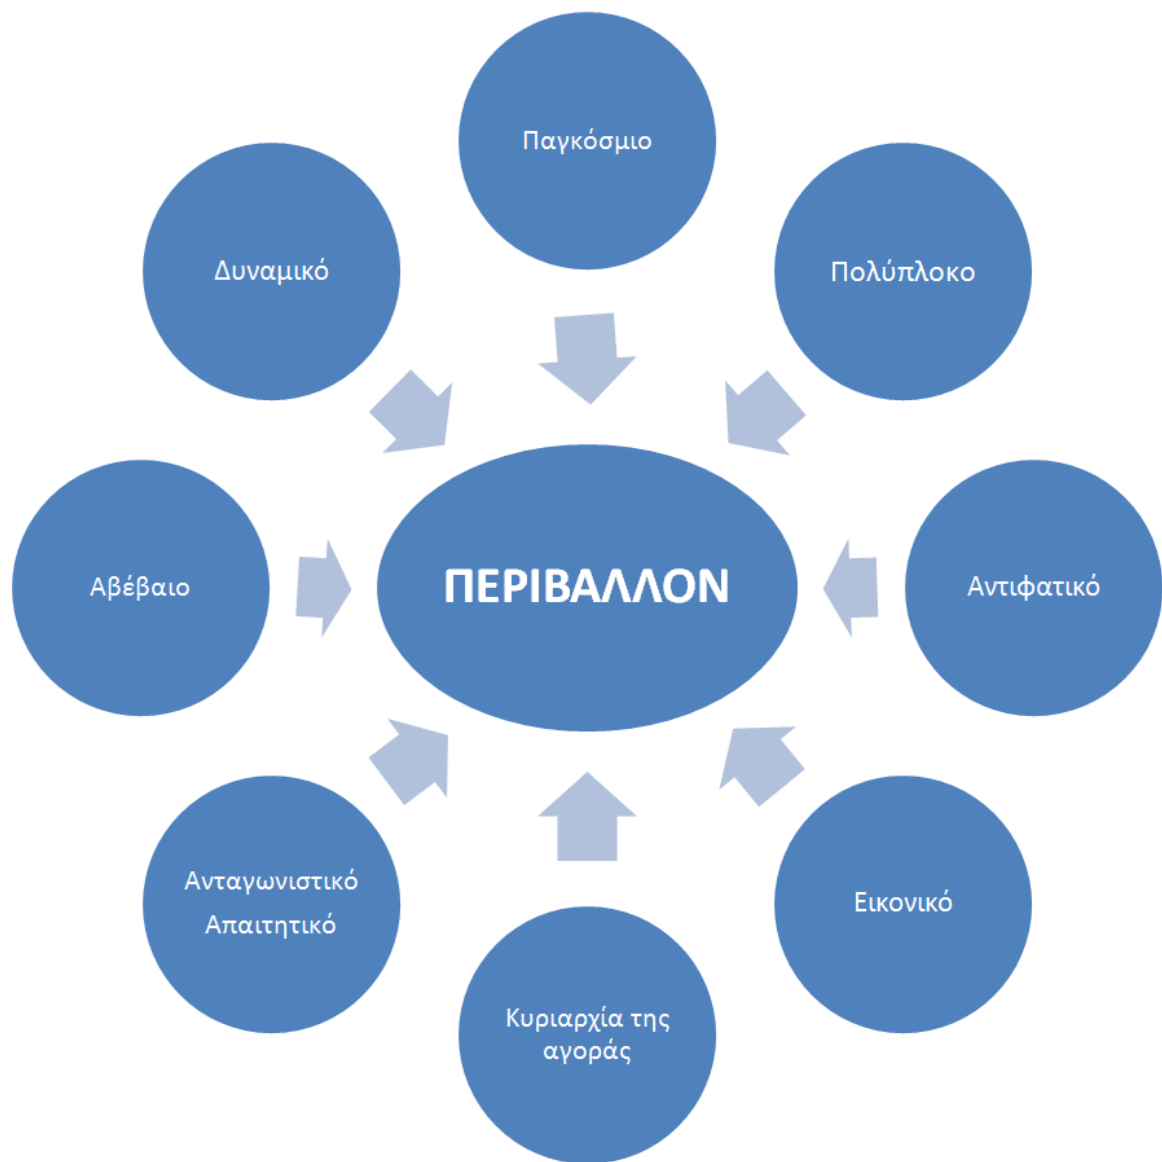 Παγκόσμιο
Δυναμικό
Πολύπλοκο
Αβέβαιο
ΠΕΡΙΒΑΛΛΟΝ
Αντιφατικό
Ανταγωνιστικό
Απαιτητικό
Εικονικό
Κυριαρχία της
αγοράς